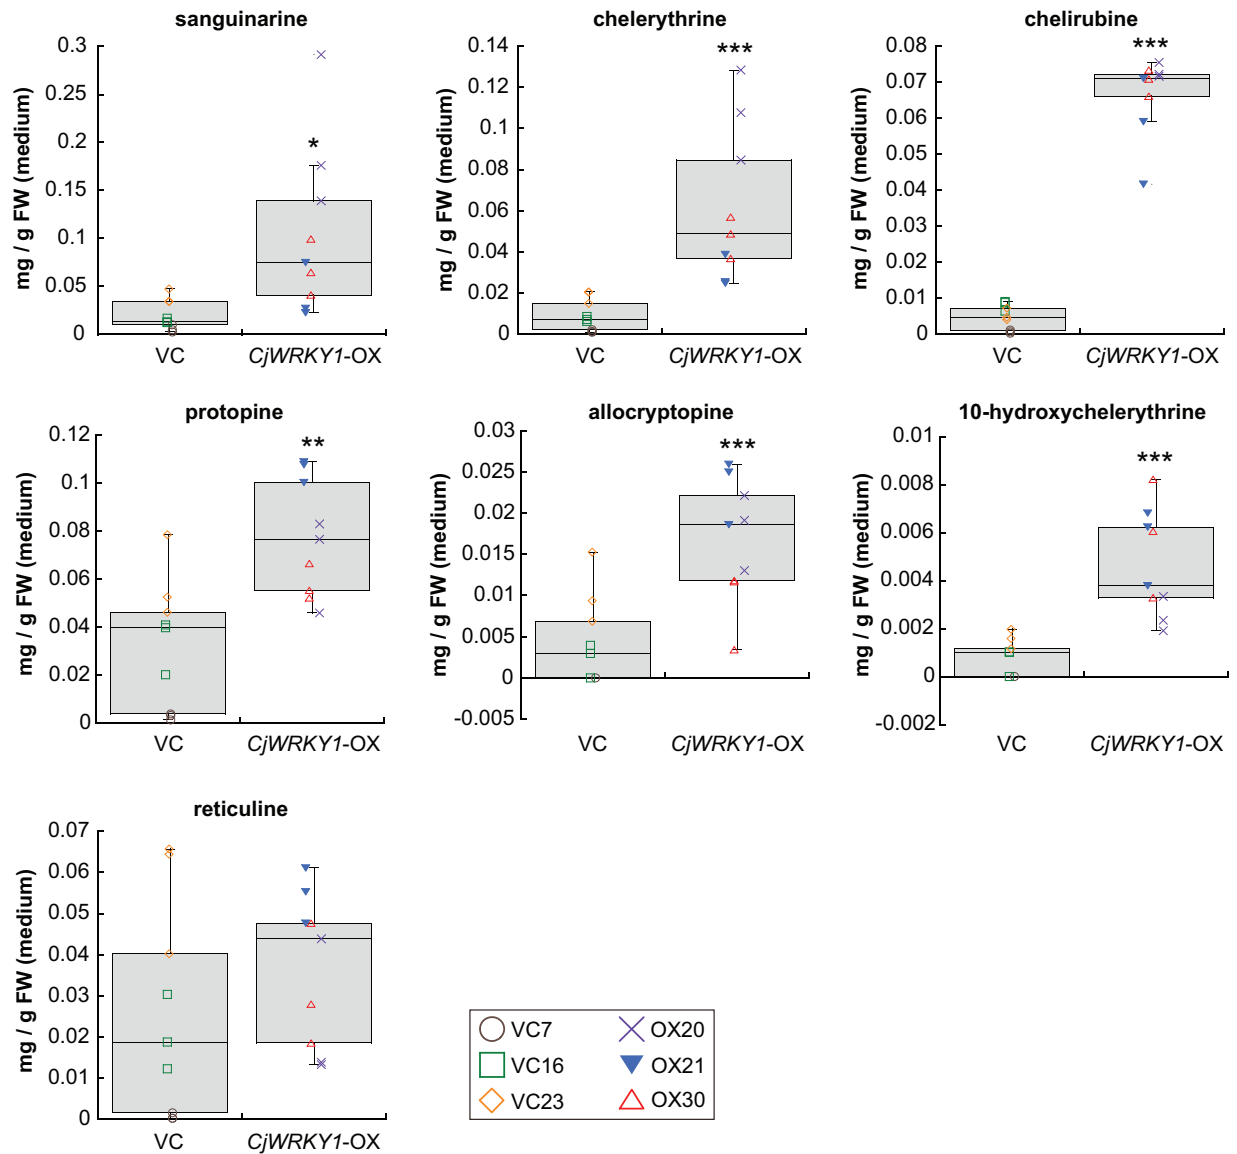 sanguinarine
mg / g FW (medium)
0.3
0.25
0.2
0.15
0.1
0.05
0
*
VC
CjWRKY1-OX
chelerythrine
mg / g FW (medium)
0.14
0.12
0.1
0.08
0.06
0.04
0.02
0
***
VC
CjWRKY1-OX
chelirubine
mg / g FW (medium)
0.08
0.07
0.06
0.05
0.04
0.03
0.02
0.01
0
***
VC
CjWRKY1-OX
protopine
mg / g FW (medium)
0.12
0.1
0.08
0.06
0.04
0.02
0
**
VC
CjWRKY1-OX
allocryptopine
mg / g FW (medium)
0.03
0.025
0.02
0.015
0.01
0.005
0
-0.005
***
VC
CjWRKY1-OX
10-hydroxychelerythrine
mg / g FW (medium)
0.01
0.008
0.006
0.004
0.002
0
-0.002
***
VC
CjWRKY1-OX
reticuline
mg / g FW (medium)
0.07
0.06
0.05
0.04
0.03
0.02
0.01
0
VC
CjWRKY1-OX
VC7
OX20
VC16
OX21
VC23
OX30